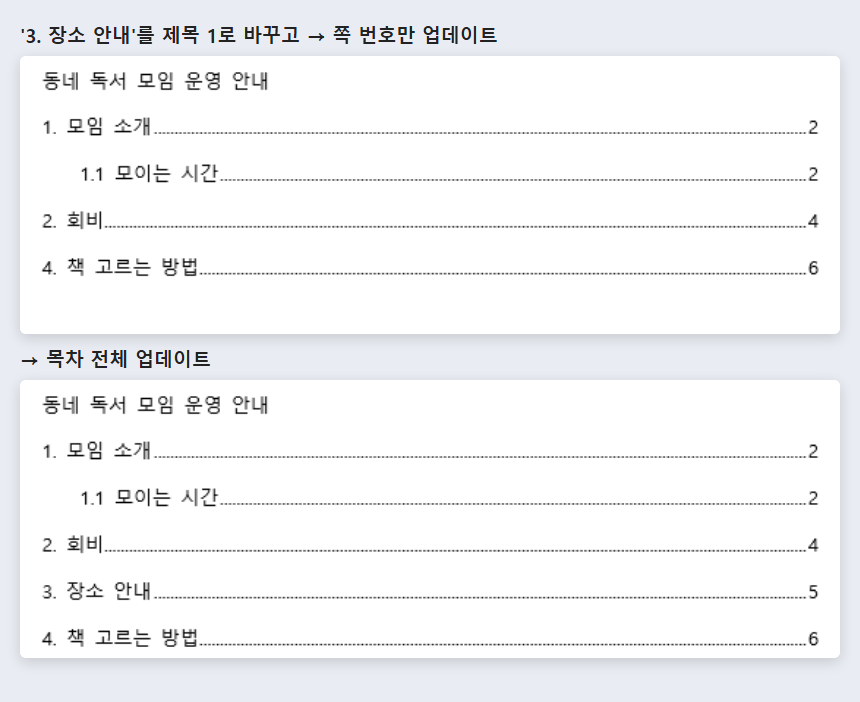 '3. 장소 안내'를 제목 1로 바꾸고 → 쪽 번호만 업데이트
동네 독서 모임 운영 안내
1. 모임 소개 2
1.1 모이는 시간 2
2. 회비 4
4. 책 고르는 방법 6
→ 목차 전체 업데이트
동네 독서 모임 운영 안내
1. 모임 소개 2
1.1 모이는 시간 2
2. 회비 4
3. 장소 안내 5
4. 책 고르는 방법 6